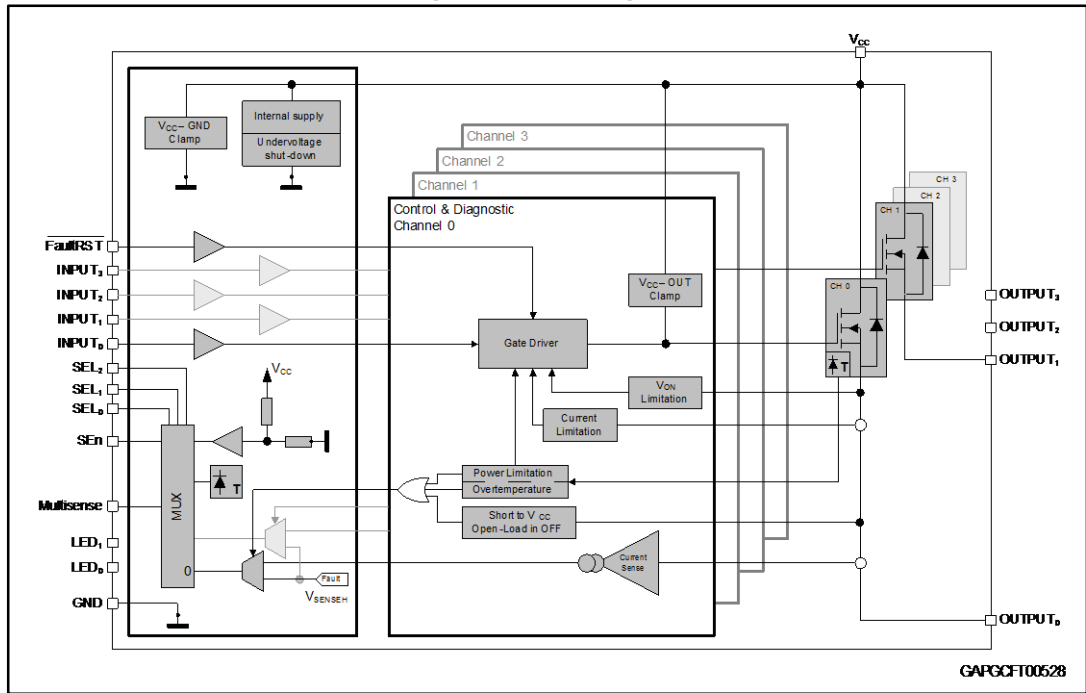 VCC
VCC – GND
Clamp
Internal supply
Undervoltage
shut-down
Channel 3
Channel 2
Channel 1
Control & Diagnostic
Channel 0
CH 3
CH 2
CH 1
CH 0
FaultRST
INPUT3
INPUT2
INPUT1
INPUT0
SEL2
SEL1
SEL0
SEn
Multisense
LED1
LED0
GND
VCC
MUX
T
0
Fault
VSENSEH
VCC – OUT
Clamp
Gate Driver
VON
Limitation
Current
Limitation
Power Limitation
Overtemperature
Short to VCC
Open-Load in OFF
Current
Sense
T
OUTPUT3
OUTPUT2
OUTPUT1
OUTPUT0
GAPGCFT00528